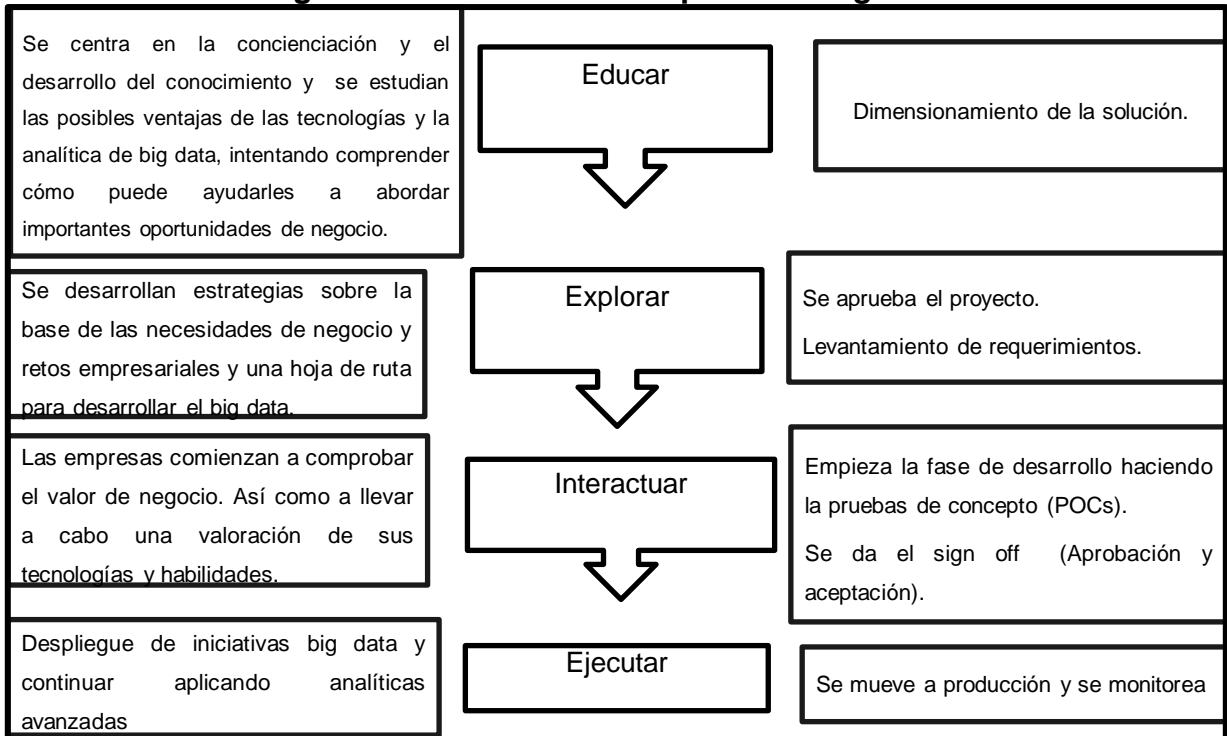 Se centra en la concienciación y el
desarrollo del conocimiento y se estudian
las posibles ventajas de las tecnologías y la
analítica de big data, intentando comprender
cómo puede ayudarles a abordar
importantes oportunidades de negocio.
Educar
Dimensionamiento de la solución.
Se desarrollan estrategias sobre la
base de las necesidades de negocio y
retos empresariales y una hoja de ruta
para desarrollar el big data.
Explorar
Se aprueba el proyecto.
Levantamiento de requerimientos.
Las empresas comienzan a comprobar
el valor de negocio. Así como a llevar
a cabo una valoración de sus
tecnologías y habilidades.
Interactuar
Empieza la fase de desarrollo haciendo
la pruebas de concepto (POCs).
Se da el sign off (Aprobación y
aceptación).
Despliegue de iniciativas big data y
continuar aplicando analíticas
avanzadas
Ejecutar
Se mueve a producción y se monitorea